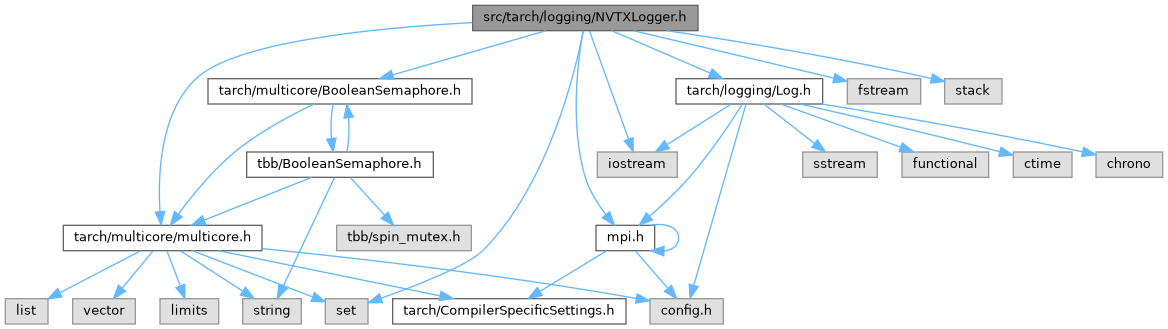 src/tarch/logging/NVTXLogger.h
tarch/multicore/BooleanSemaphore.h
tarch/logging/Log.h
fstream
stack
tbb/BooleanSemaphore.h
iostream
sstream
functional
ctime
chrono
tarch/multicore/multicore.h
tbb/spin_mutex.h
mpi.h
list
vector
limits
string
set
tarch/CompilerSpecificSettings.h
config.h